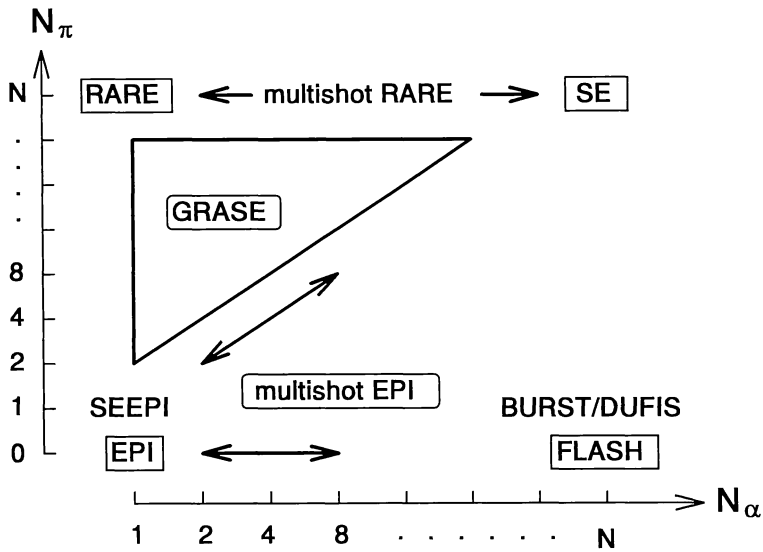 Nπ
N RARE multishot RARE SE
.
.
.
.
GRASE
8
4
2
multishot EPI
1 SEEPI BURST/DUFIS
0 EPI FLASH
Nα
1 2 4 8 . . . . . . N